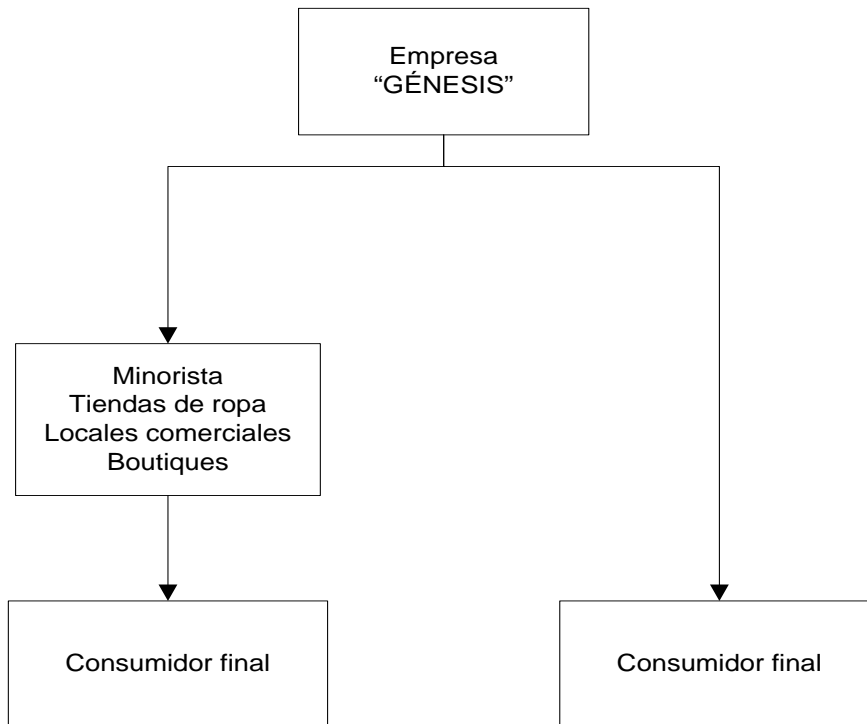 Empresa
“GÉNESIS”
Minorista
Tiendas de ropa
Locales comerciales
Boutiques
Consumidor final
Consumidor final